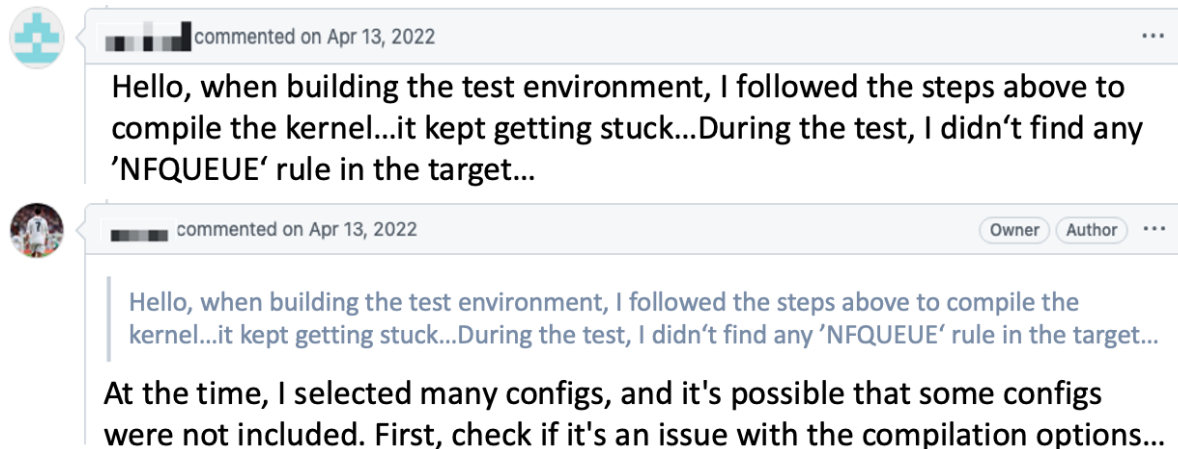 commented on Apr 13, 2022
Hello, when building the test environment, I followed the steps above to
compile the kernel...it kept getting stuck...During the test, I didn‘t find any
’NFQUEUE‘ rule in the target...
commented on Apr 13, 2022
Owner
Author
Hello, when building the test environment, I followed the steps above to compile the
kernel...it kept getting stuck...During the test, I didn‘t find any ’NFQUEUE‘ rule in the target...
At the time, I selected many configs, and it's possible that some configs
were not included. First, check if it's an issue with the compilation options...